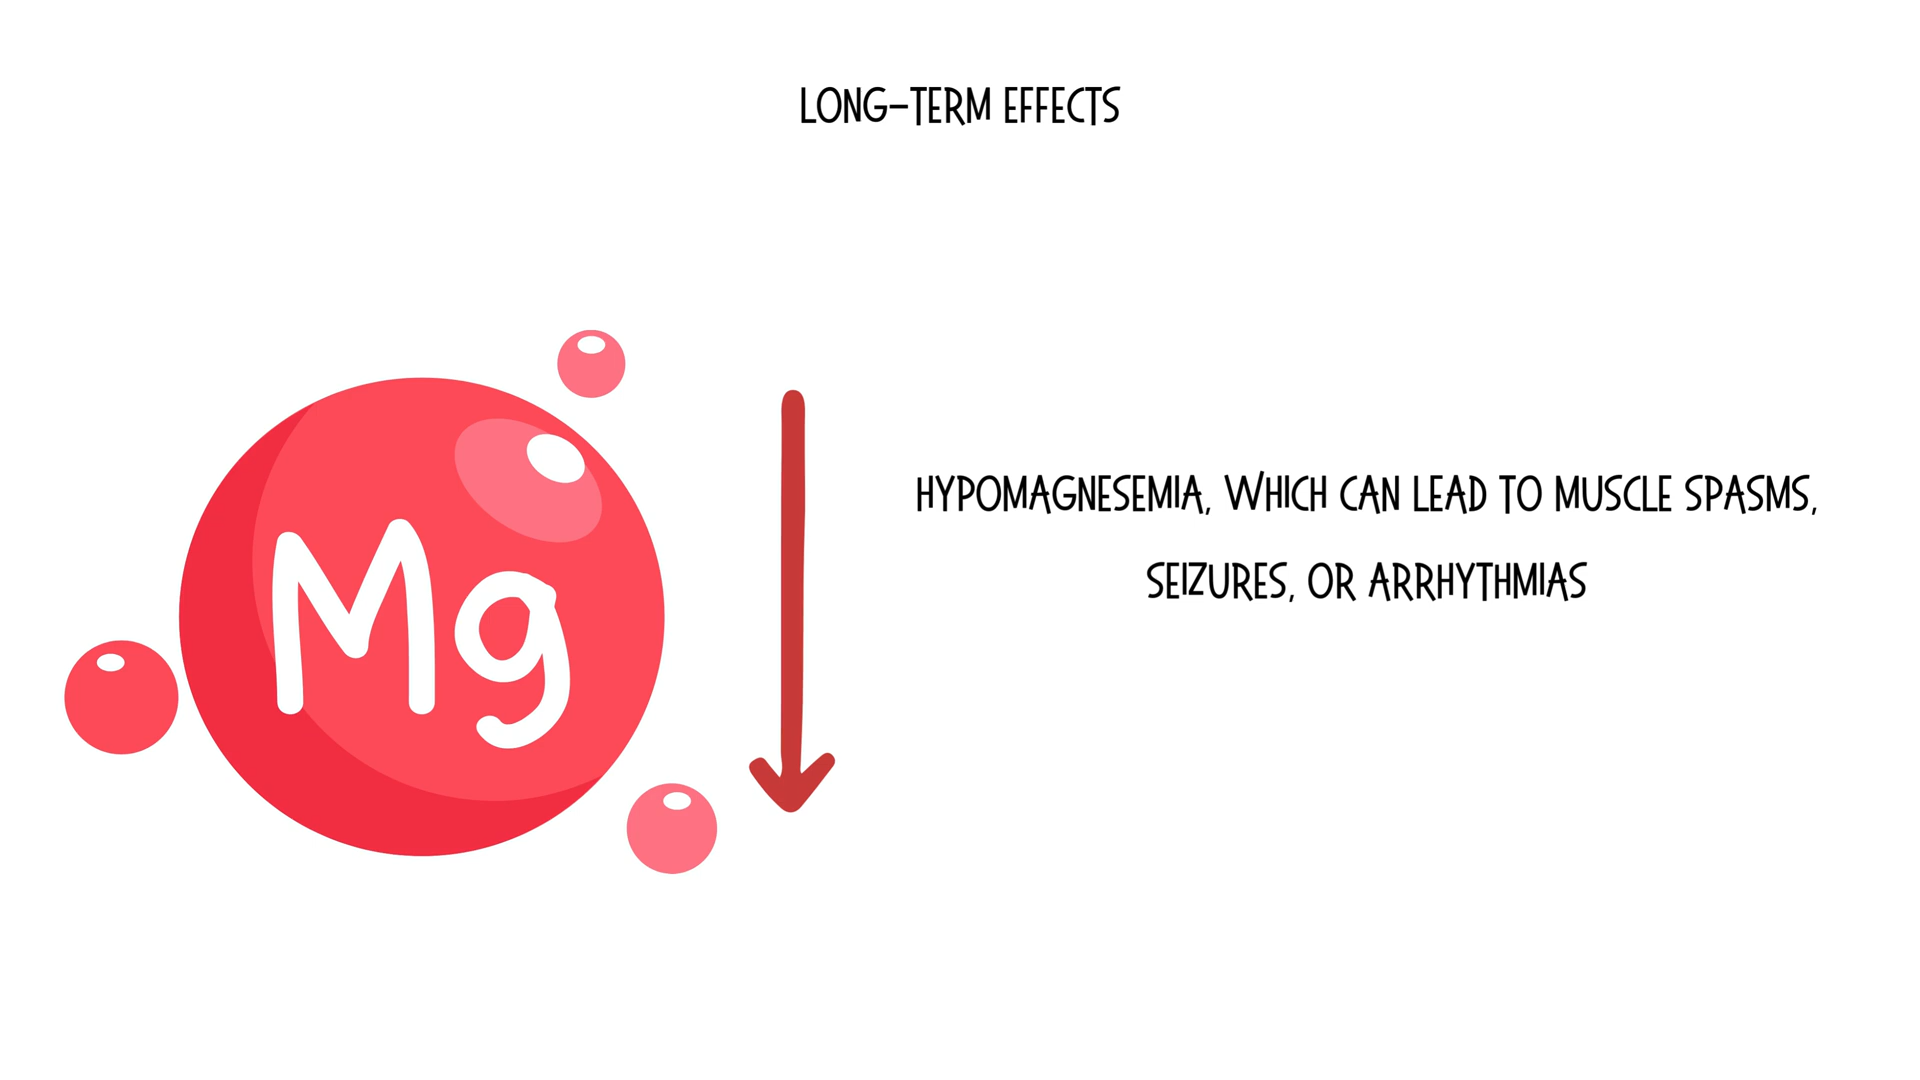 LONG-TERM EFFECTS
Mg
HYPOMAGNESEMIA, WHICH CAN LEAD TO MUSCLE SPASMS,
SEIZURES, OR ARRHYTHMIAS